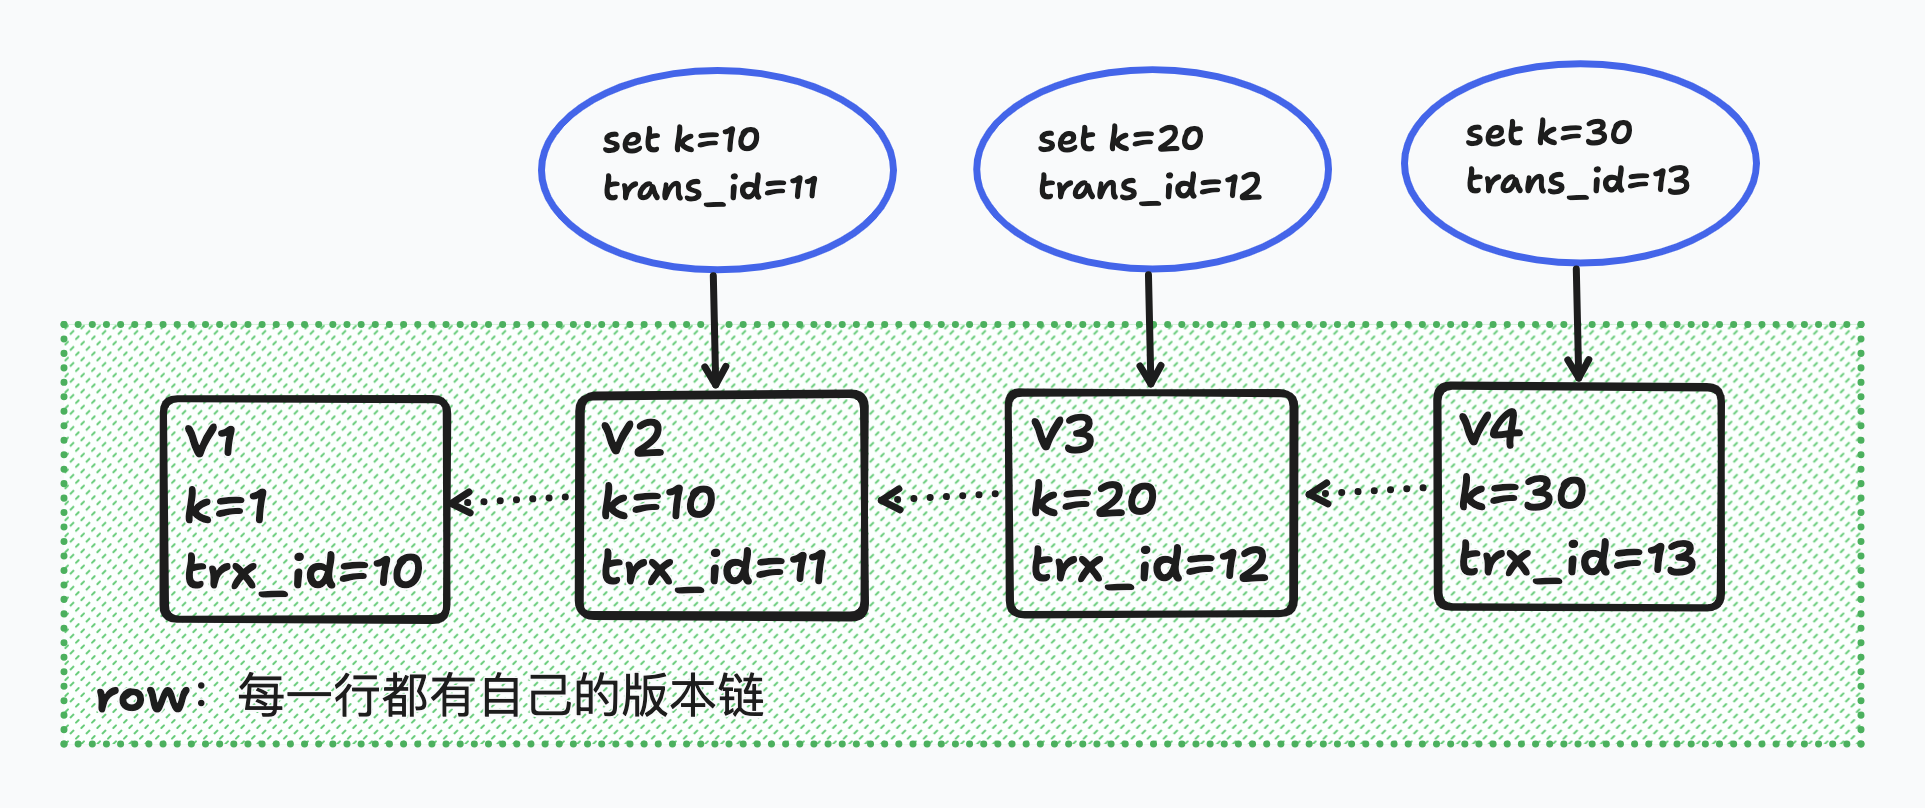 set k=10
trans_id=11
set k=20
trans_id=12
set k=30
trans_id=13
V1
k=1
trx_id=10
V2
k=10
trx_id=11
V3
k=20
trx_id=12
V4
k=30
trx_id=13
row：每一行都有自己的版本链